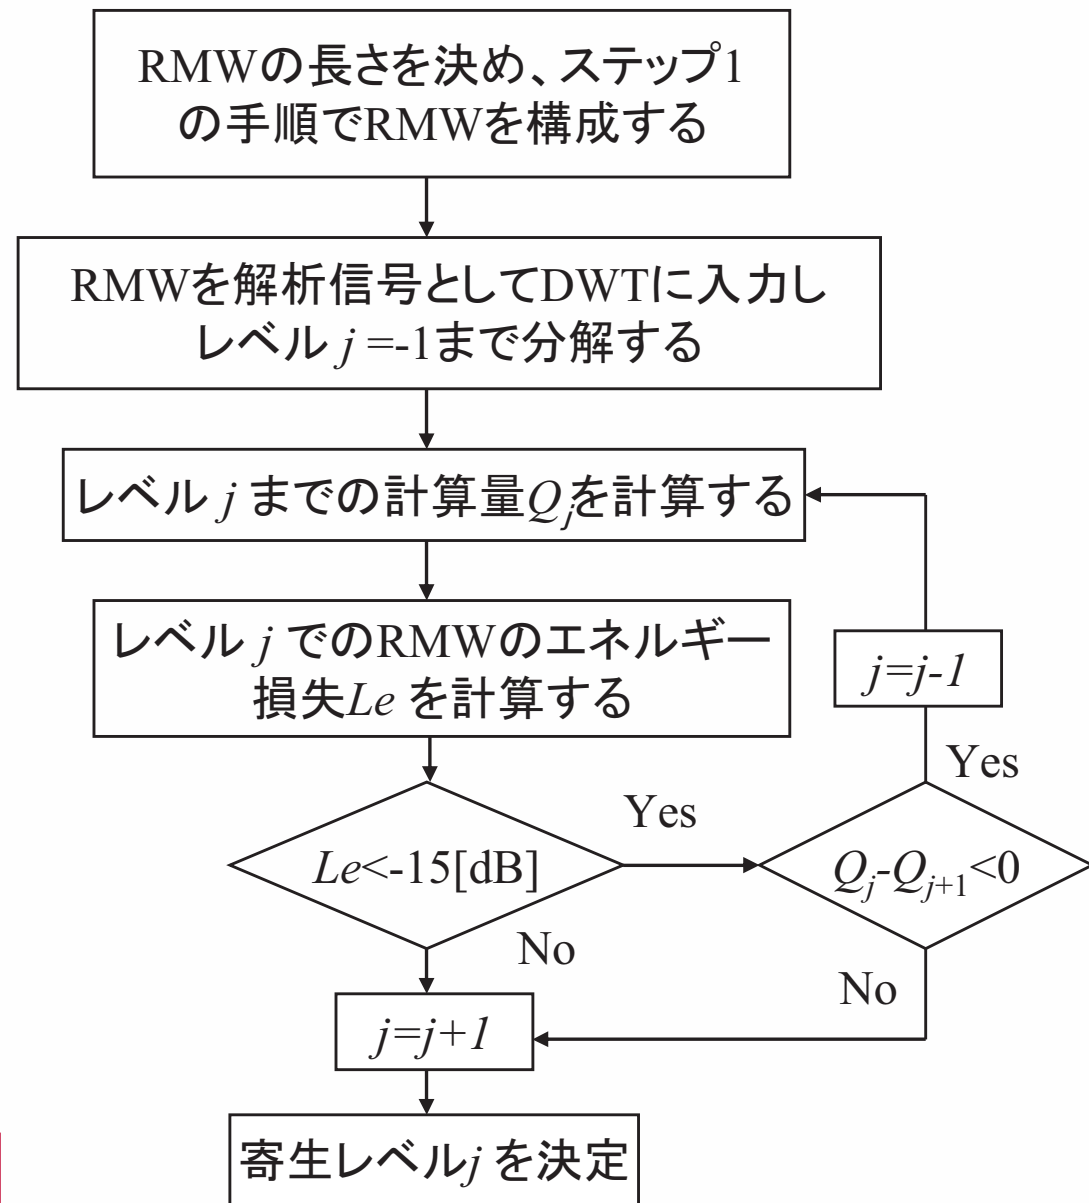 RMWの長さを決め、ステップ1
の手順でRMWを構成する
RMWを解析信号としてDWTに入力し
レベル j =-1まで分解する
レベル j までの計算量Qjを計算する
レベル j でのRMWのエネルギー
損失Le を計算する
j=j-1
Yes
Yes
Le<-15[dB]
Qj-Qj+1<0
No
No
j=j+1
寄生レベルj を決定